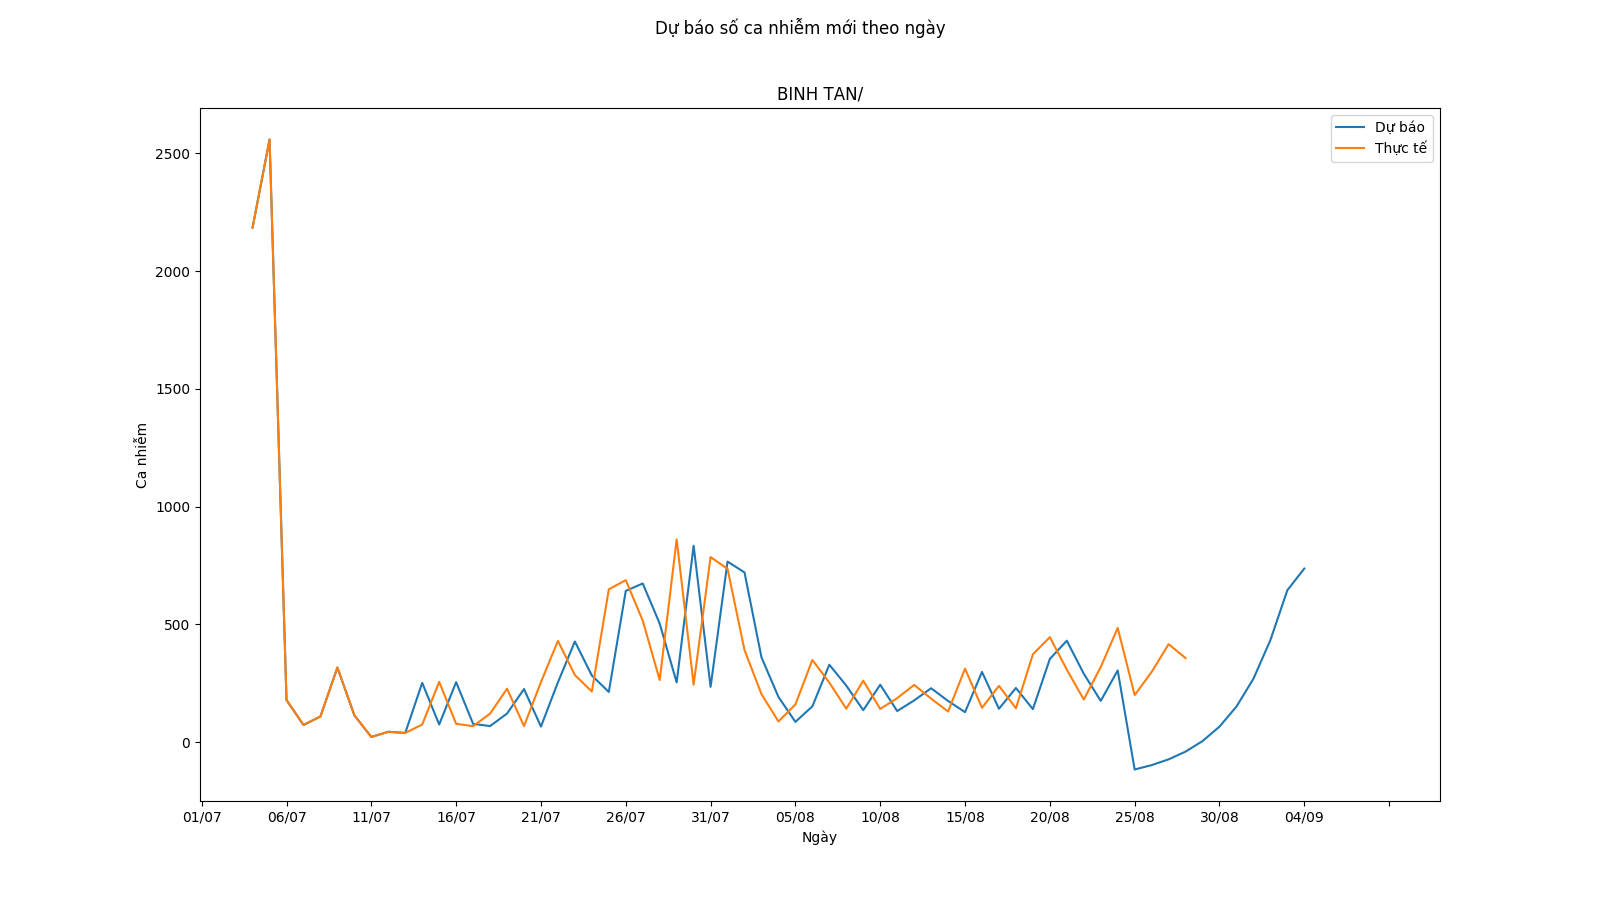 Dự báo số ca nhiễm mới theo ngày
BINH TAN/
Dự báo
Thực tế
2500
2000
1500
1000
500
0
Ca nhiễm
01/07 06/07 11/07 16/07 21/07 26/07 31/07 05/08 10/08 15/08 20/08 25/08 30/08 04/09
Ngày